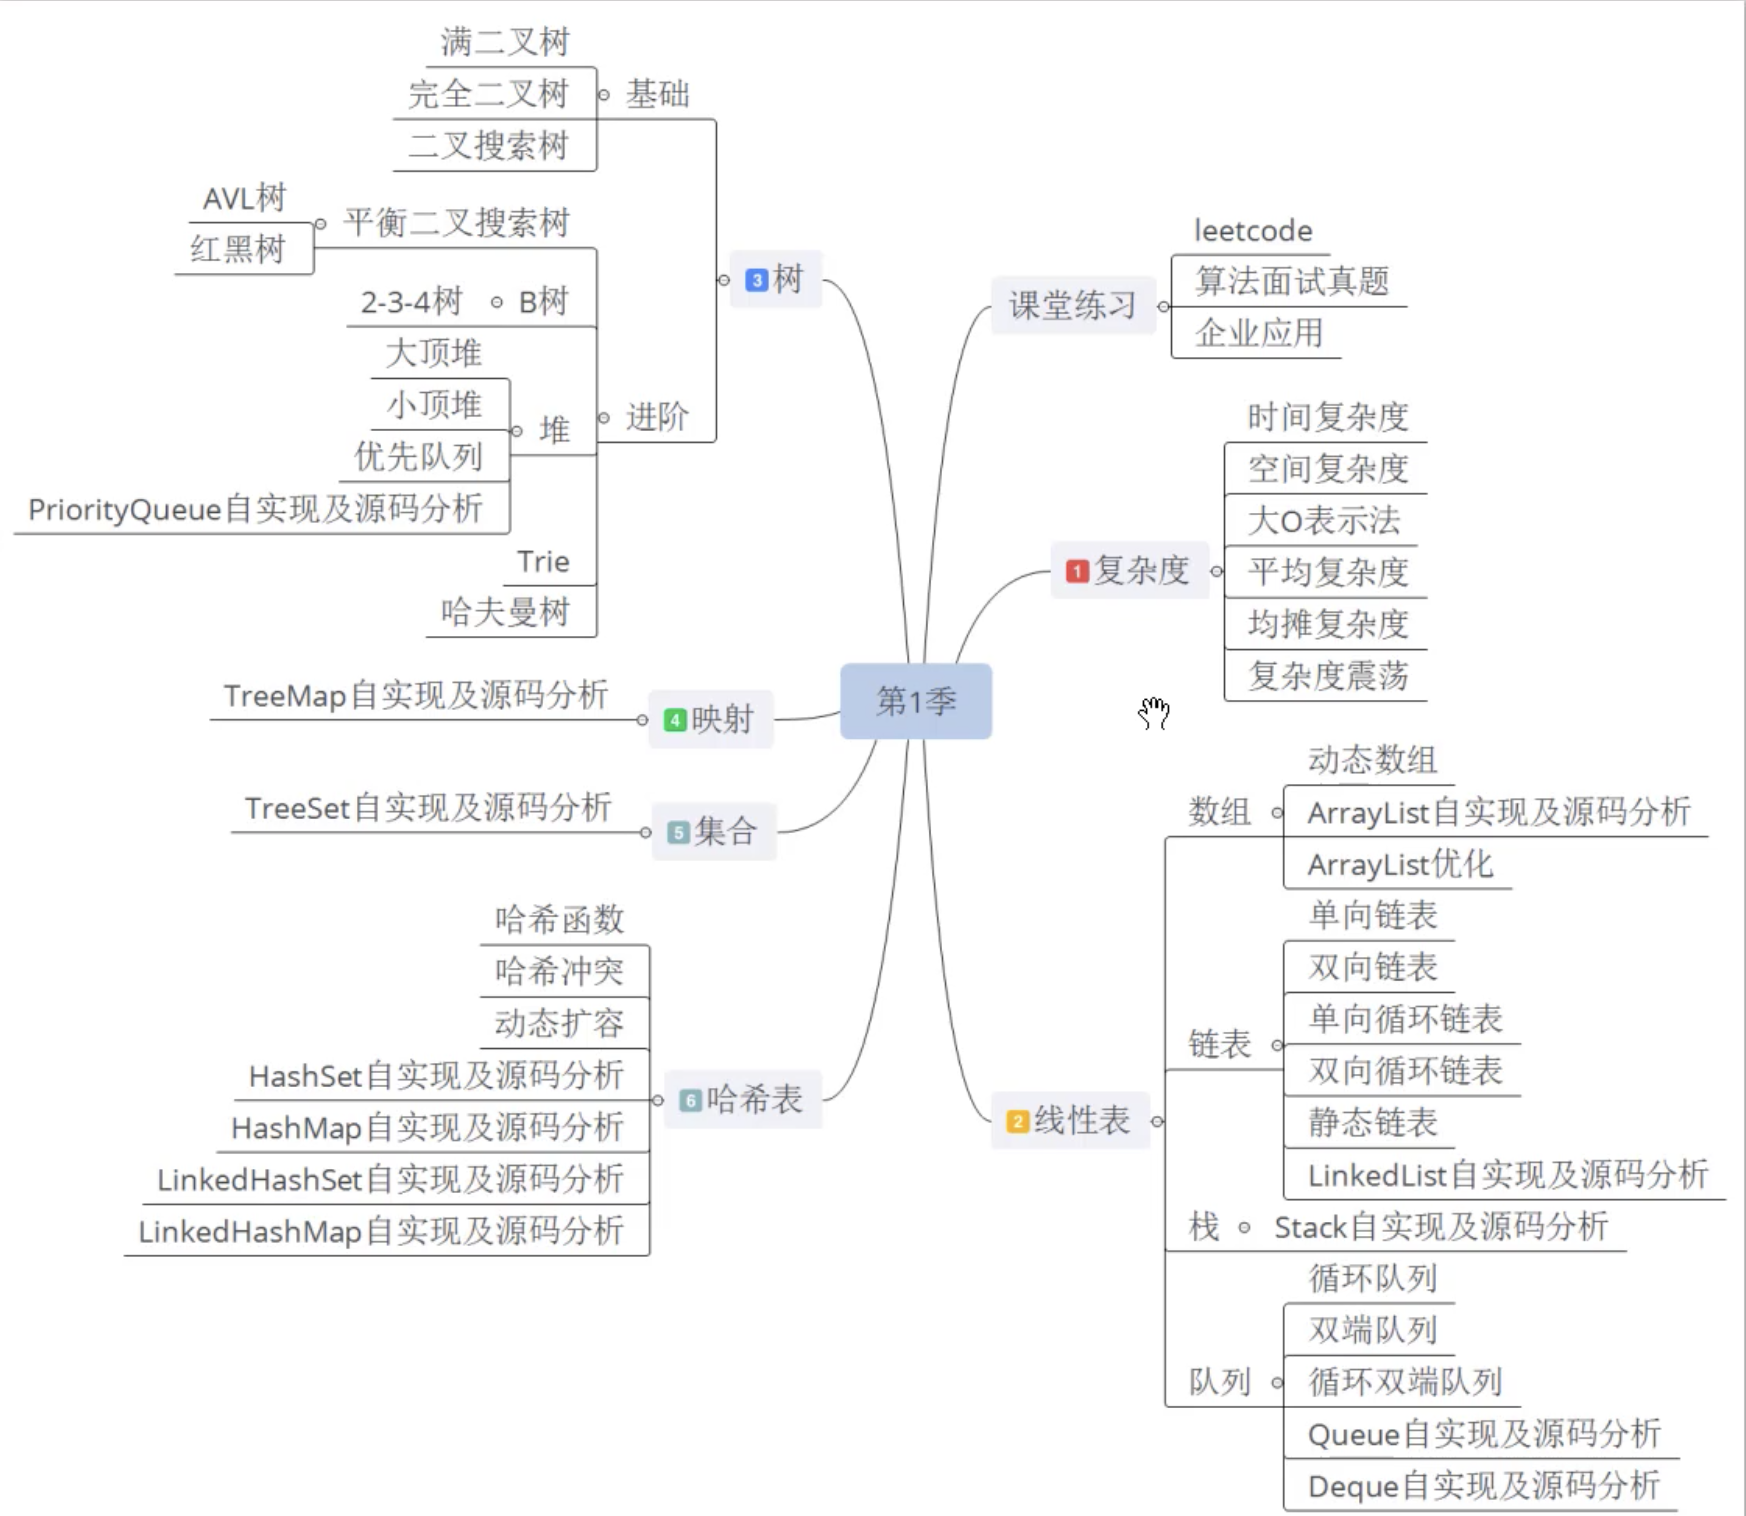 第1季
课堂练习
leetcode
算法面试真题
企业应用
1 复杂度
时间复杂度
空间复杂度
大O表示法
平均复杂度
均摊复杂度
复杂度震荡
2 线性表
数组
动态数组
ArrayList自实现及源码分析
ArrayList优化
链表
单向链表
双向链表
单向循环链表
双向循环链表
静态链表
LinkedList自实现及源码分析
栈
Stack自实现及源码分析
队列
循环队列
双端队列
循环双端队列
Queue自实现及源码分析
Deque自实现及源码分析
3 树
基础
满二叉树
完全二叉树
二叉搜索树
进阶
平衡二叉搜索树
AVL树
红黑树
B树
2-3-4树
堆
大顶堆
小顶堆
优先队列
PriorityQueue自实现及源码分析
Trie
哈夫曼树
4 映射
TreeMap自实现及源码分析
5 集合
TreeSet自实现及源码分析
6 哈希表
哈希函数
哈希冲突
动态扩容
HashSet自实现及源码分析
HashMap自实现及源码分析
LinkedHashSet自实现及源码分析
LinkedHashMap自实现及源码分析